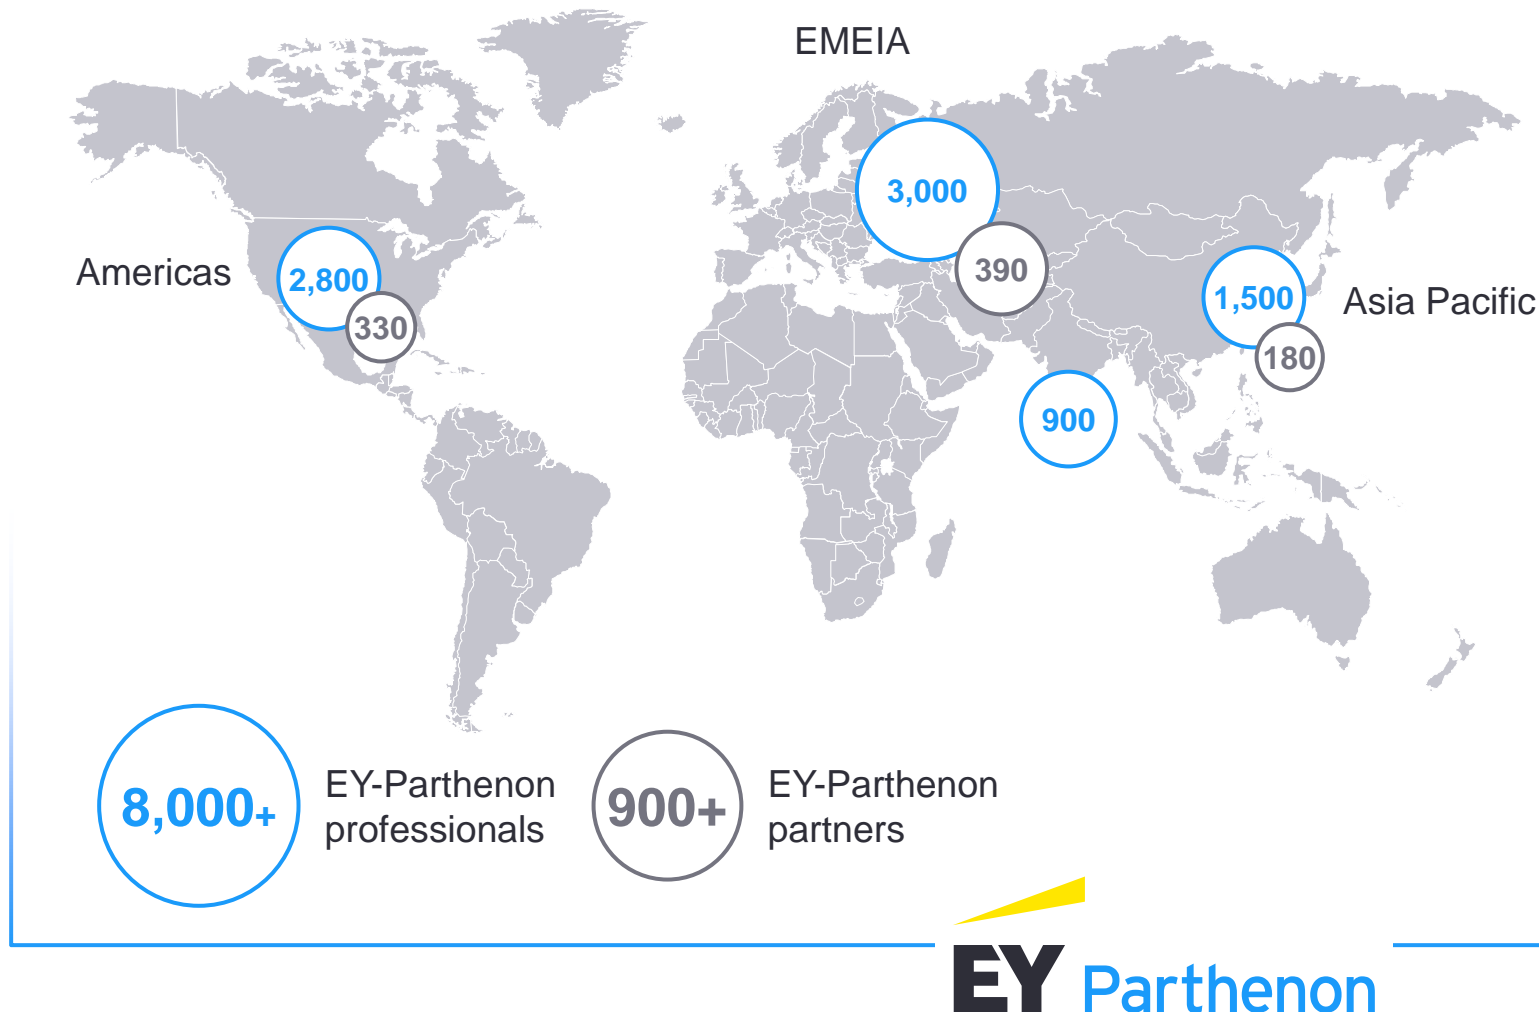 EMEIA
3,000
390
Americas
2,800
330
1,500
Asia Pacific
180
900
8,000+
EY-Parthenon
professionals
900+
EY-Parthenon
partners
EY Parthenon